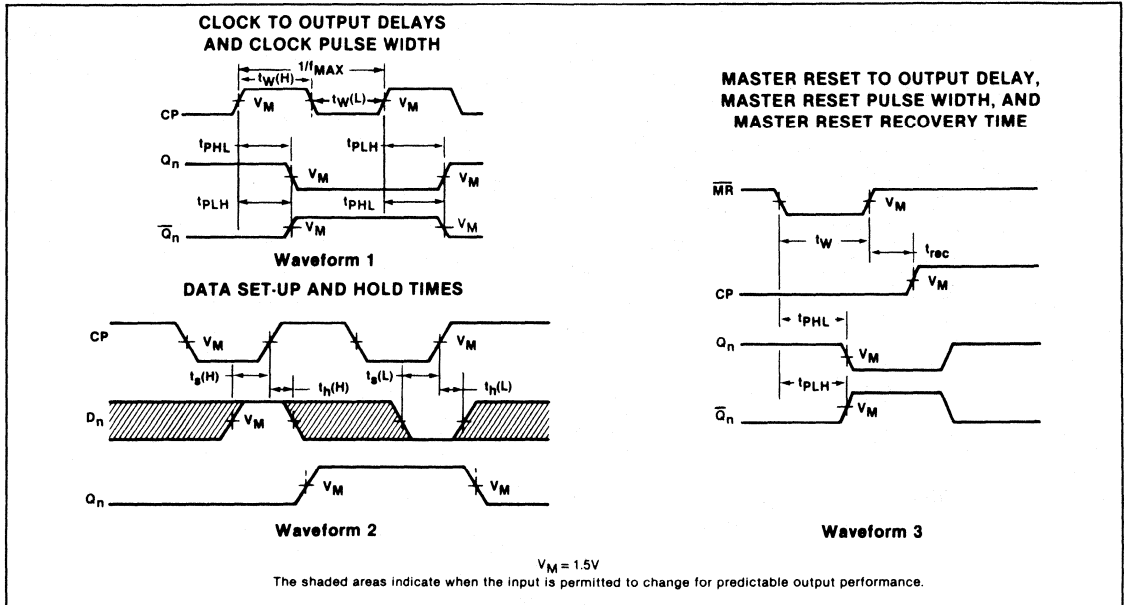 CLOCK TO OUTPUT DELAYS
AND CLOCK PULSE WIDTH
1/fMAX
tW(H)
VM
tW(L)
VM
CP
tPHL
tPLH
Qn
VM
VM
tPLH
tPHL
VM
VM
Q̅n
Waveform 1
DATA SET-UP AND HOLD TIMES
CP
VM
VM
ts(H)
th(H)
ts(L)
th(L)
Dn
VM
Qn
VM
VM
Waveform 2
MASTER RESET TO OUTPUT DELAY,
MASTER RESET PULSE WIDTH, AND
MASTER RESET RECOVERY TIME
M̅R̅
VM
tW
trec
CP
VM
tPHL
Qn
VM
tPLH
Q̅n
VM
Waveform 3
VM = 1.5V
The shaded areas indicate when the input is permitted to change for predictable output performance.